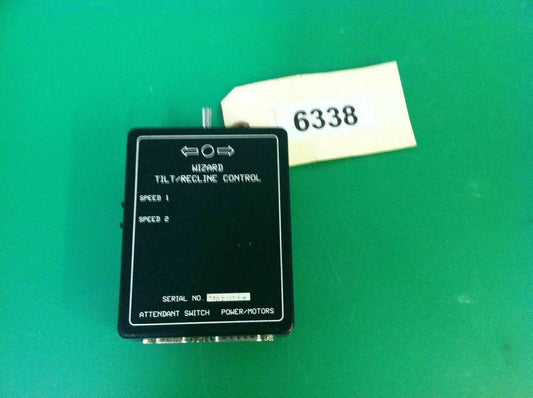 6338
WIZARD
TILT/RECLINE CONTROL
SPEED 1
SPEED 2
SERIAL NO.
ATTENDANT SWITCH POWER/MOTORS